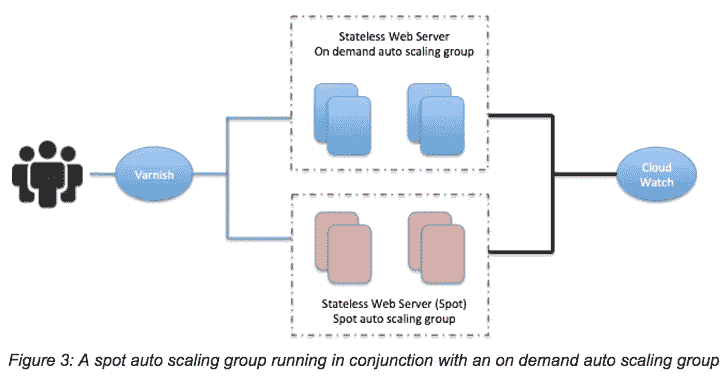 Stateless Web Server
On demand auto scaling group
Varnish
Cloud
Watch
Stateless Web Server (Spot)
Spot auto scaling group
Figure 3: A spot auto scaling group running in conjunction with an on demand auto scaling group